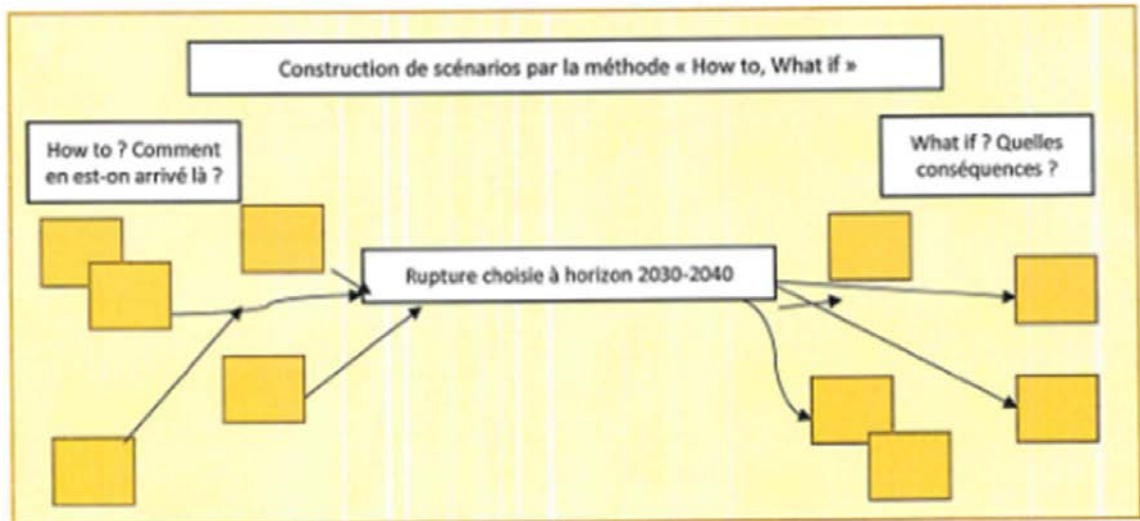 Construction de scénarios par la méthode « How to, What if »
How to ? Comment
en est-on arrivé là ?
What if ? Quelles
conséquences ?
Rupture choisie à horizon 2030-2040